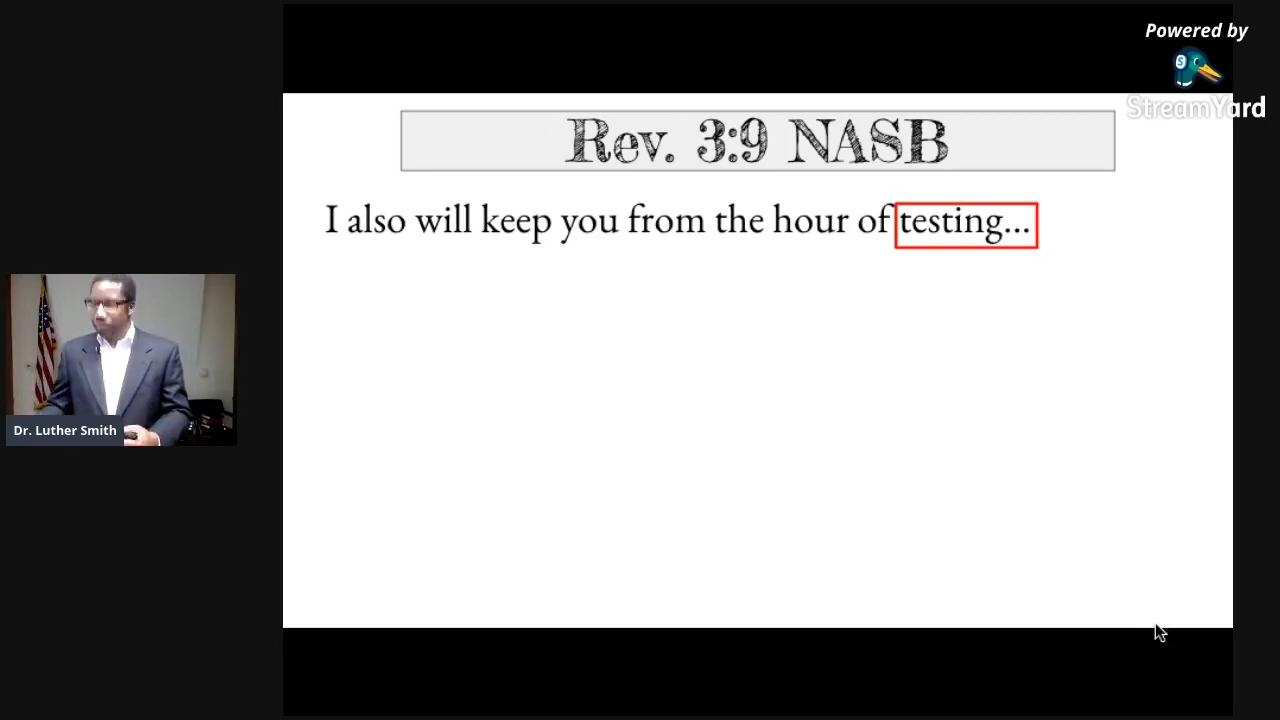 Powered by
StreamYard
Rev. 3:9 NASB
I also will keep you from the hour of testing...
Dr. Luther Smith